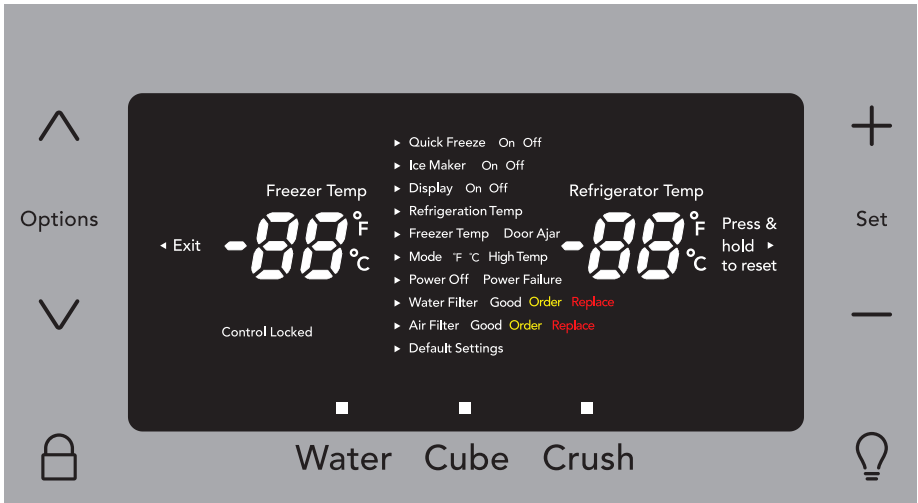 Options
◂ Exit
Freezer Temp
-88 °F °C
Control Locked
▸ Quick Freeze On Off
▸ Ice Maker On Off
▸ Display On Off
▸ Refrigeration Temp
▸ Freezer Temp Door Ajar
▸ Mode °F °C High Temp
▸ Power Off Power Failure
▸ Water Filter Good Order Replace
▸ Air Filter Good Order Replace
▸ Default Settings
Refrigerator Temp
-88 °F °C
Press &
hold ▸
to reset
Set
Water Cube Crush